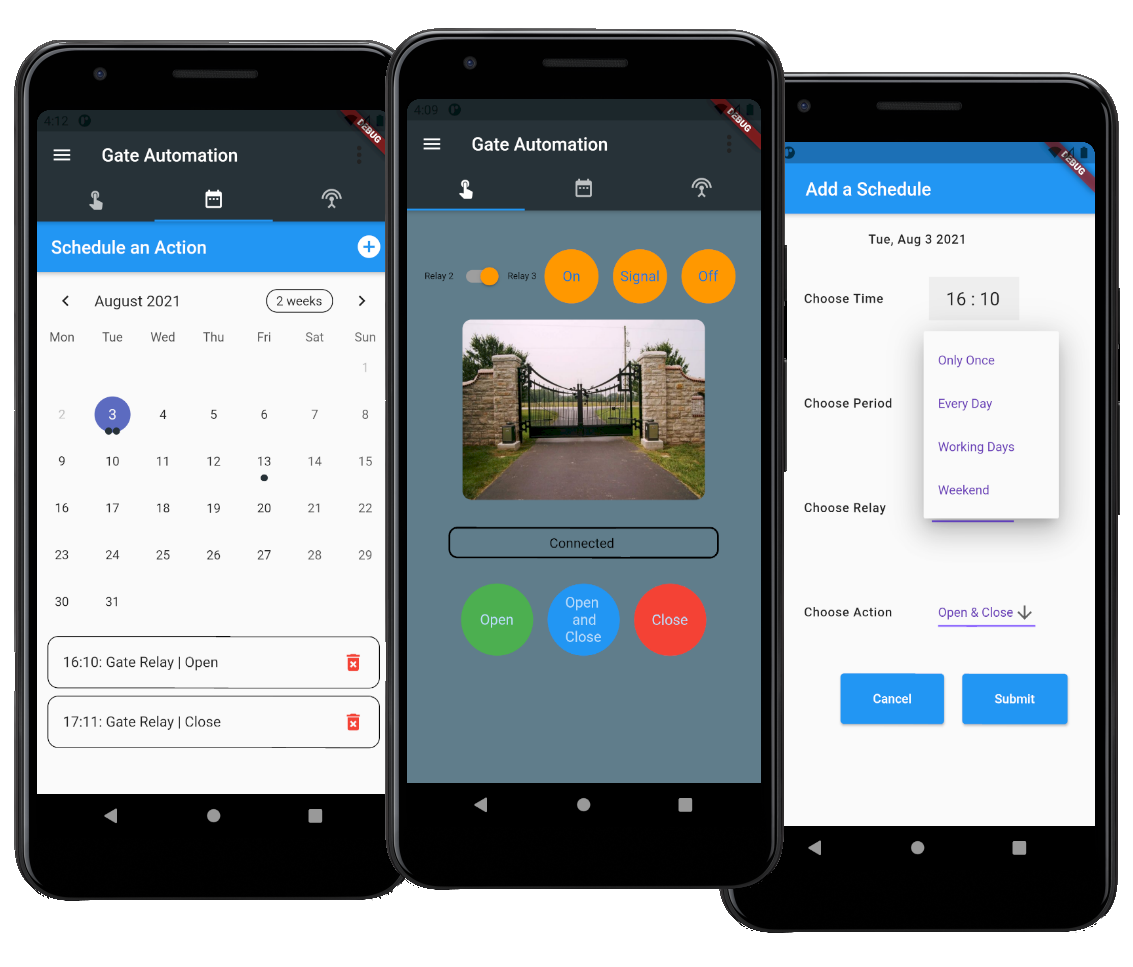 4:12
DEBUG
Gate Automation
Schedule an Action
August 2021
2 weeks
Mon Tue Wed Thu Fri Sat Sun
1
2 3 4 5 6 7 8
9 10 11 12 13 14 15
16 17 18 19 20 21 22
23 24 25 26 27 28 29
30 31
16:10: Gate Relay | Open
17:11: Gate Relay | Close
4:09
DEBUG
Gate Automation
Relay 2 Relay 3 On Signal Off
Connected
Open
Open
and
Close
Close
DEBUG
Add a Schedule
Tue, Aug 3 2021
Choose Time 16 : 10
Only Once
Choose Period Every Day
Working Days
Weekend
Choose Relay
Choose Action Open & Close
Cancel Submit